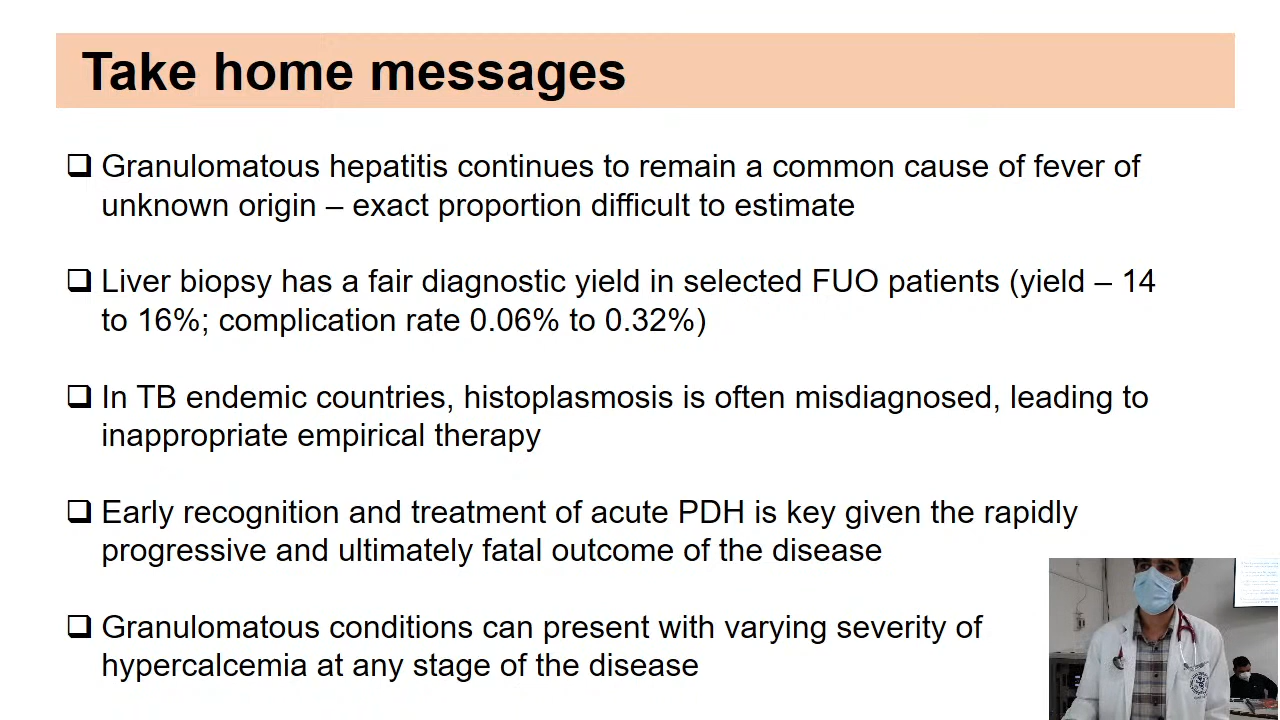 Take home messages
❑ Granulomatous hepatitis continues to remain a common cause of fever of
unknown origin – exact proportion difficult to estimate
❑ Liver biopsy has a fair diagnostic yield in selected FUO patients (yield – 14
to 16%; complication rate 0.06% to 0.32%)
❑ In TB endemic countries, histoplasmosis is often misdiagnosed, leading to
inappropriate empirical therapy
❑ Early recognition and treatment of acute PDH is key given the rapidly
progressive and ultimately fatal outcome of the disease
❑ Granulomatous conditions can present with varying severity of
hypercalcemia at any stage of the disease